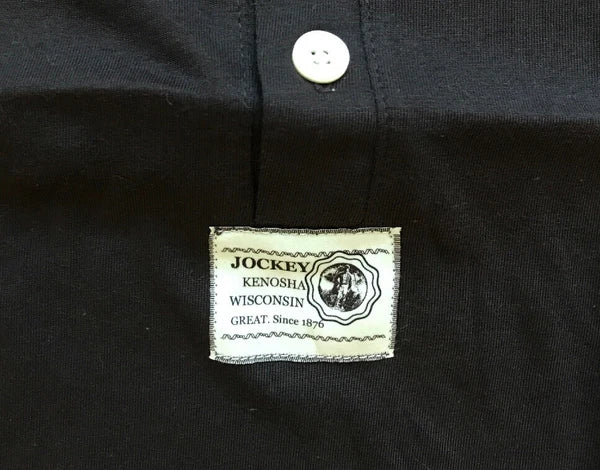 JOCKEY
KENOSHA
WISCONSIN
GREAT. Since 1876